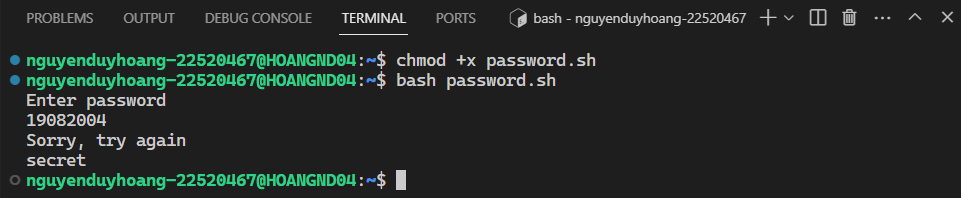 PROBLEMS OUTPUT DEBUG CONSOLE TERMINAL PORTS bash - nguyenduyhoang-22520467
nguyenduyhoang-22520467@HOANGND04:~$ chmod +x password.sh
nguyenduyhoang-22520467@HOANGND04:~$ bash password.sh
Enter password
19082004
Sorry, try again
secret
nguyenduyhoang-22520467@HOANGND04:~$